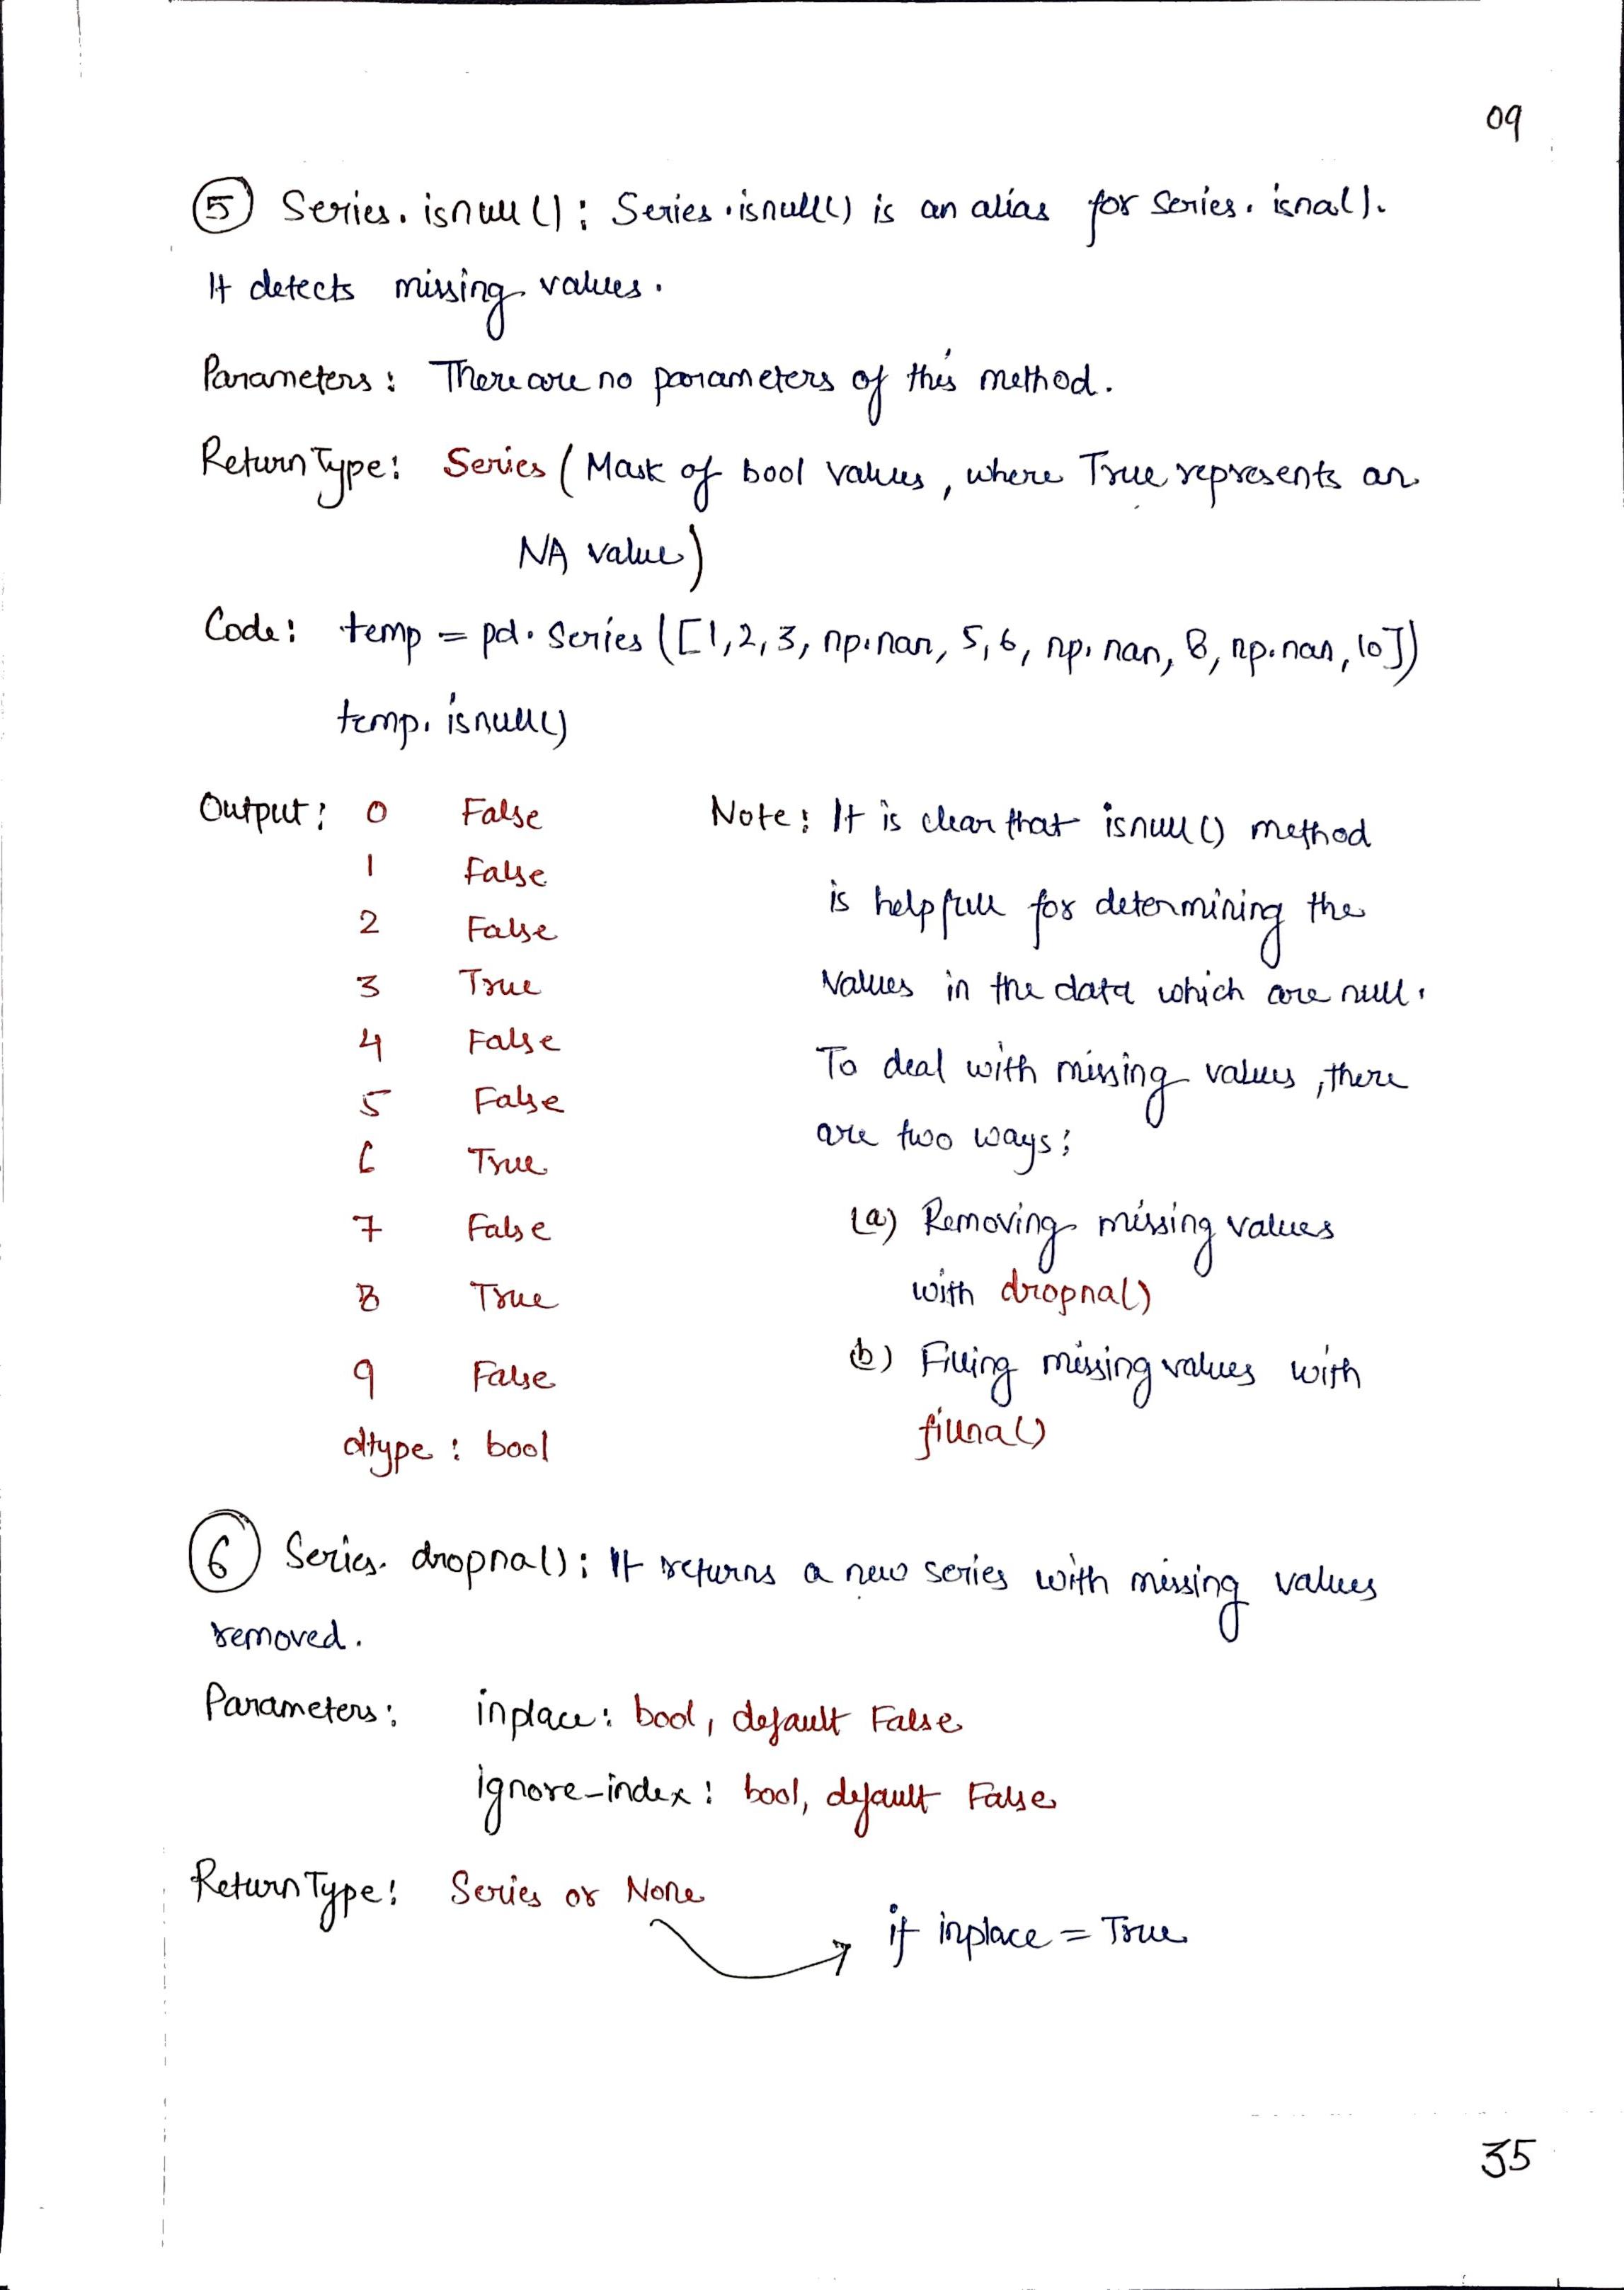 09
⑤ Series.isnull() : Series.isnull() is an alias for Series.isna().
It detects missing values.
Parameters : There are no parameters of this method.
Return Type : Series (Mask of bool values, where True represents an
NA value)
Code : temp = pd.Series ([1,2,3, np.nan, 5,6, np.nan, 8, np.nan, 10])
temp.isnull()
Output : 0 False
1 False
2 False
3 True
4 False
5 False
6 True
7 False
8 True
9 False
dtype : bool
Note : It is clear that isnull() method
is helpfull for determining the
values in the data which are null.
To deal with missing values, there
are two ways :
(a) Removing missing values
with dropna()
(b) Filling missing values with
fillna()
⑥ Series.dropna() : It returns a new series with missing values
removed.
Parameters : inplace : bool, default False
ignore-index : bool, default False
Return Type : Series or None
if inplace = True
35